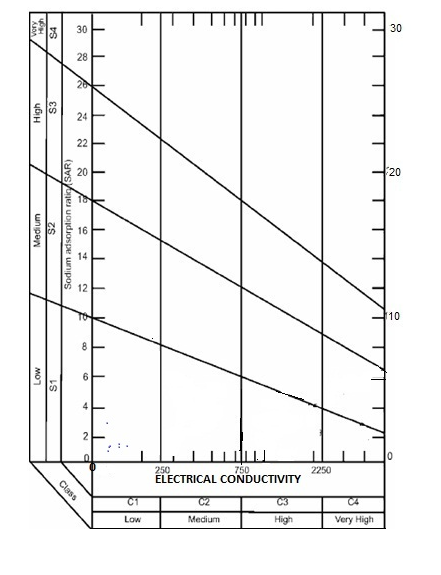 Very High
S4
High
S3
Medium
S2
Low
S1
Sodium adsorption ratio (SAR)
30
28
26
24
22
20
18
16
14
12
10
8
6
4
2
0
30
20
10
0
0 250 750 2250
ELECTRICAL CONDUCTIVITY
Class
C1 C2 C3 C4
Low Medium High Very High